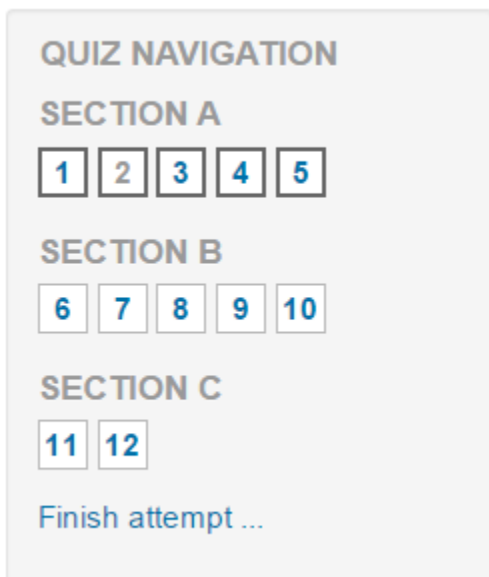 QUIZ NAVIGATION
SECTION A
1 2 3 4 5
SECTION B
6 7 8 9 10
SECTION C
11 12
Finish attempt ...